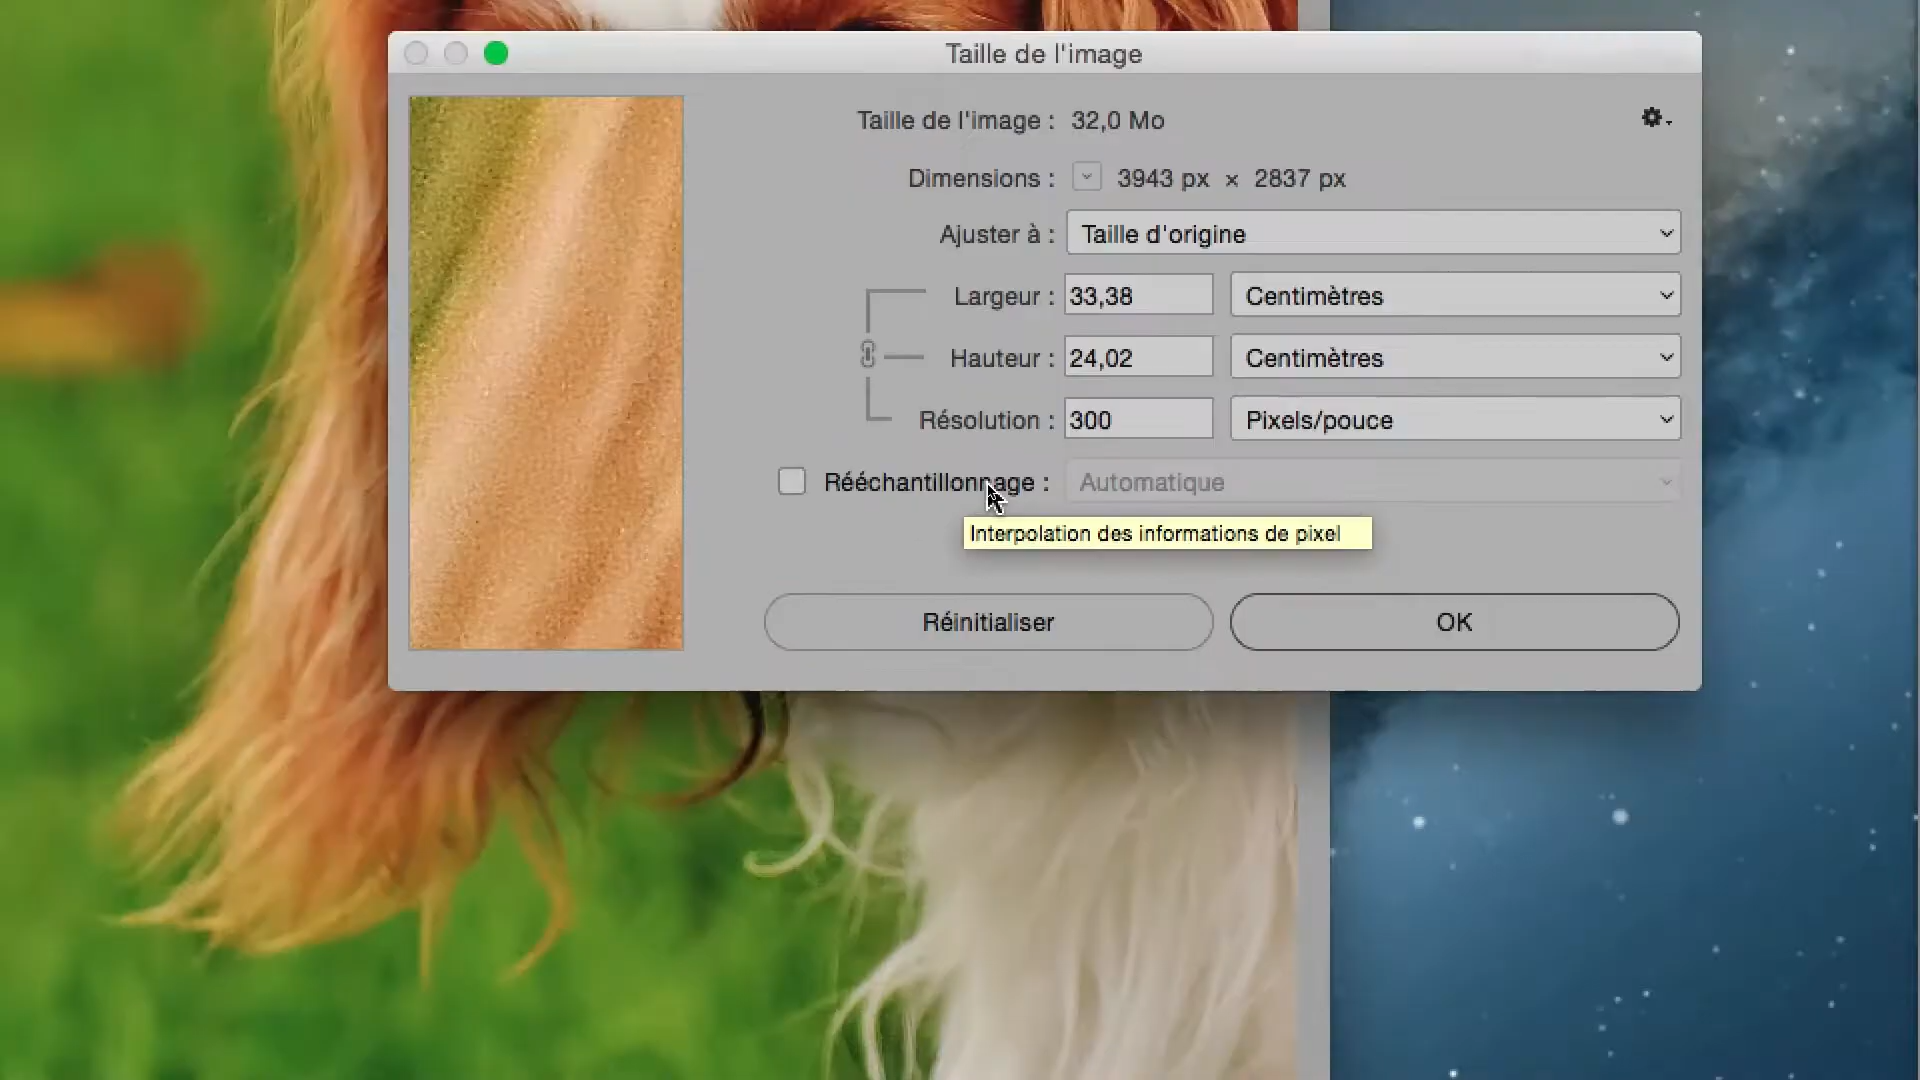 Taille de l'image
Taille de l'image : 32,0 Mo
Dimensions : 3943 px × 2837 px
Ajuster à : Taille d'origine
Largeur : 33,38 Centimètres
Hauteur : 24,02 Centimètres
Résolution : 300 Pixels/pouce
Rééchantillonnage : Automatique
Interpolation des informations de pixel
Réinitialiser OK